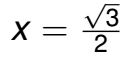 x = √3/2